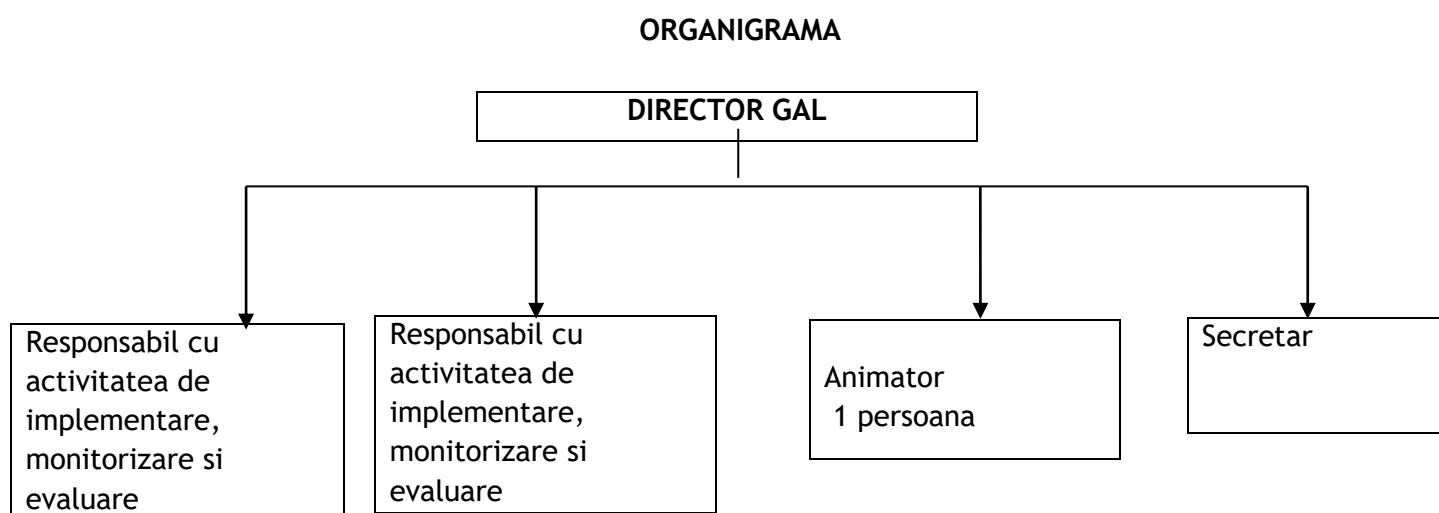 ORGANIGRAMA
DIRECTOR GAL
Responsabil cu
activitatea de
implementare,
monitorizare si
evaluare
Responsabil cu
activitatea de
implementare,
monitorizare si
evaluare
Animator
1 persoana
Secretar